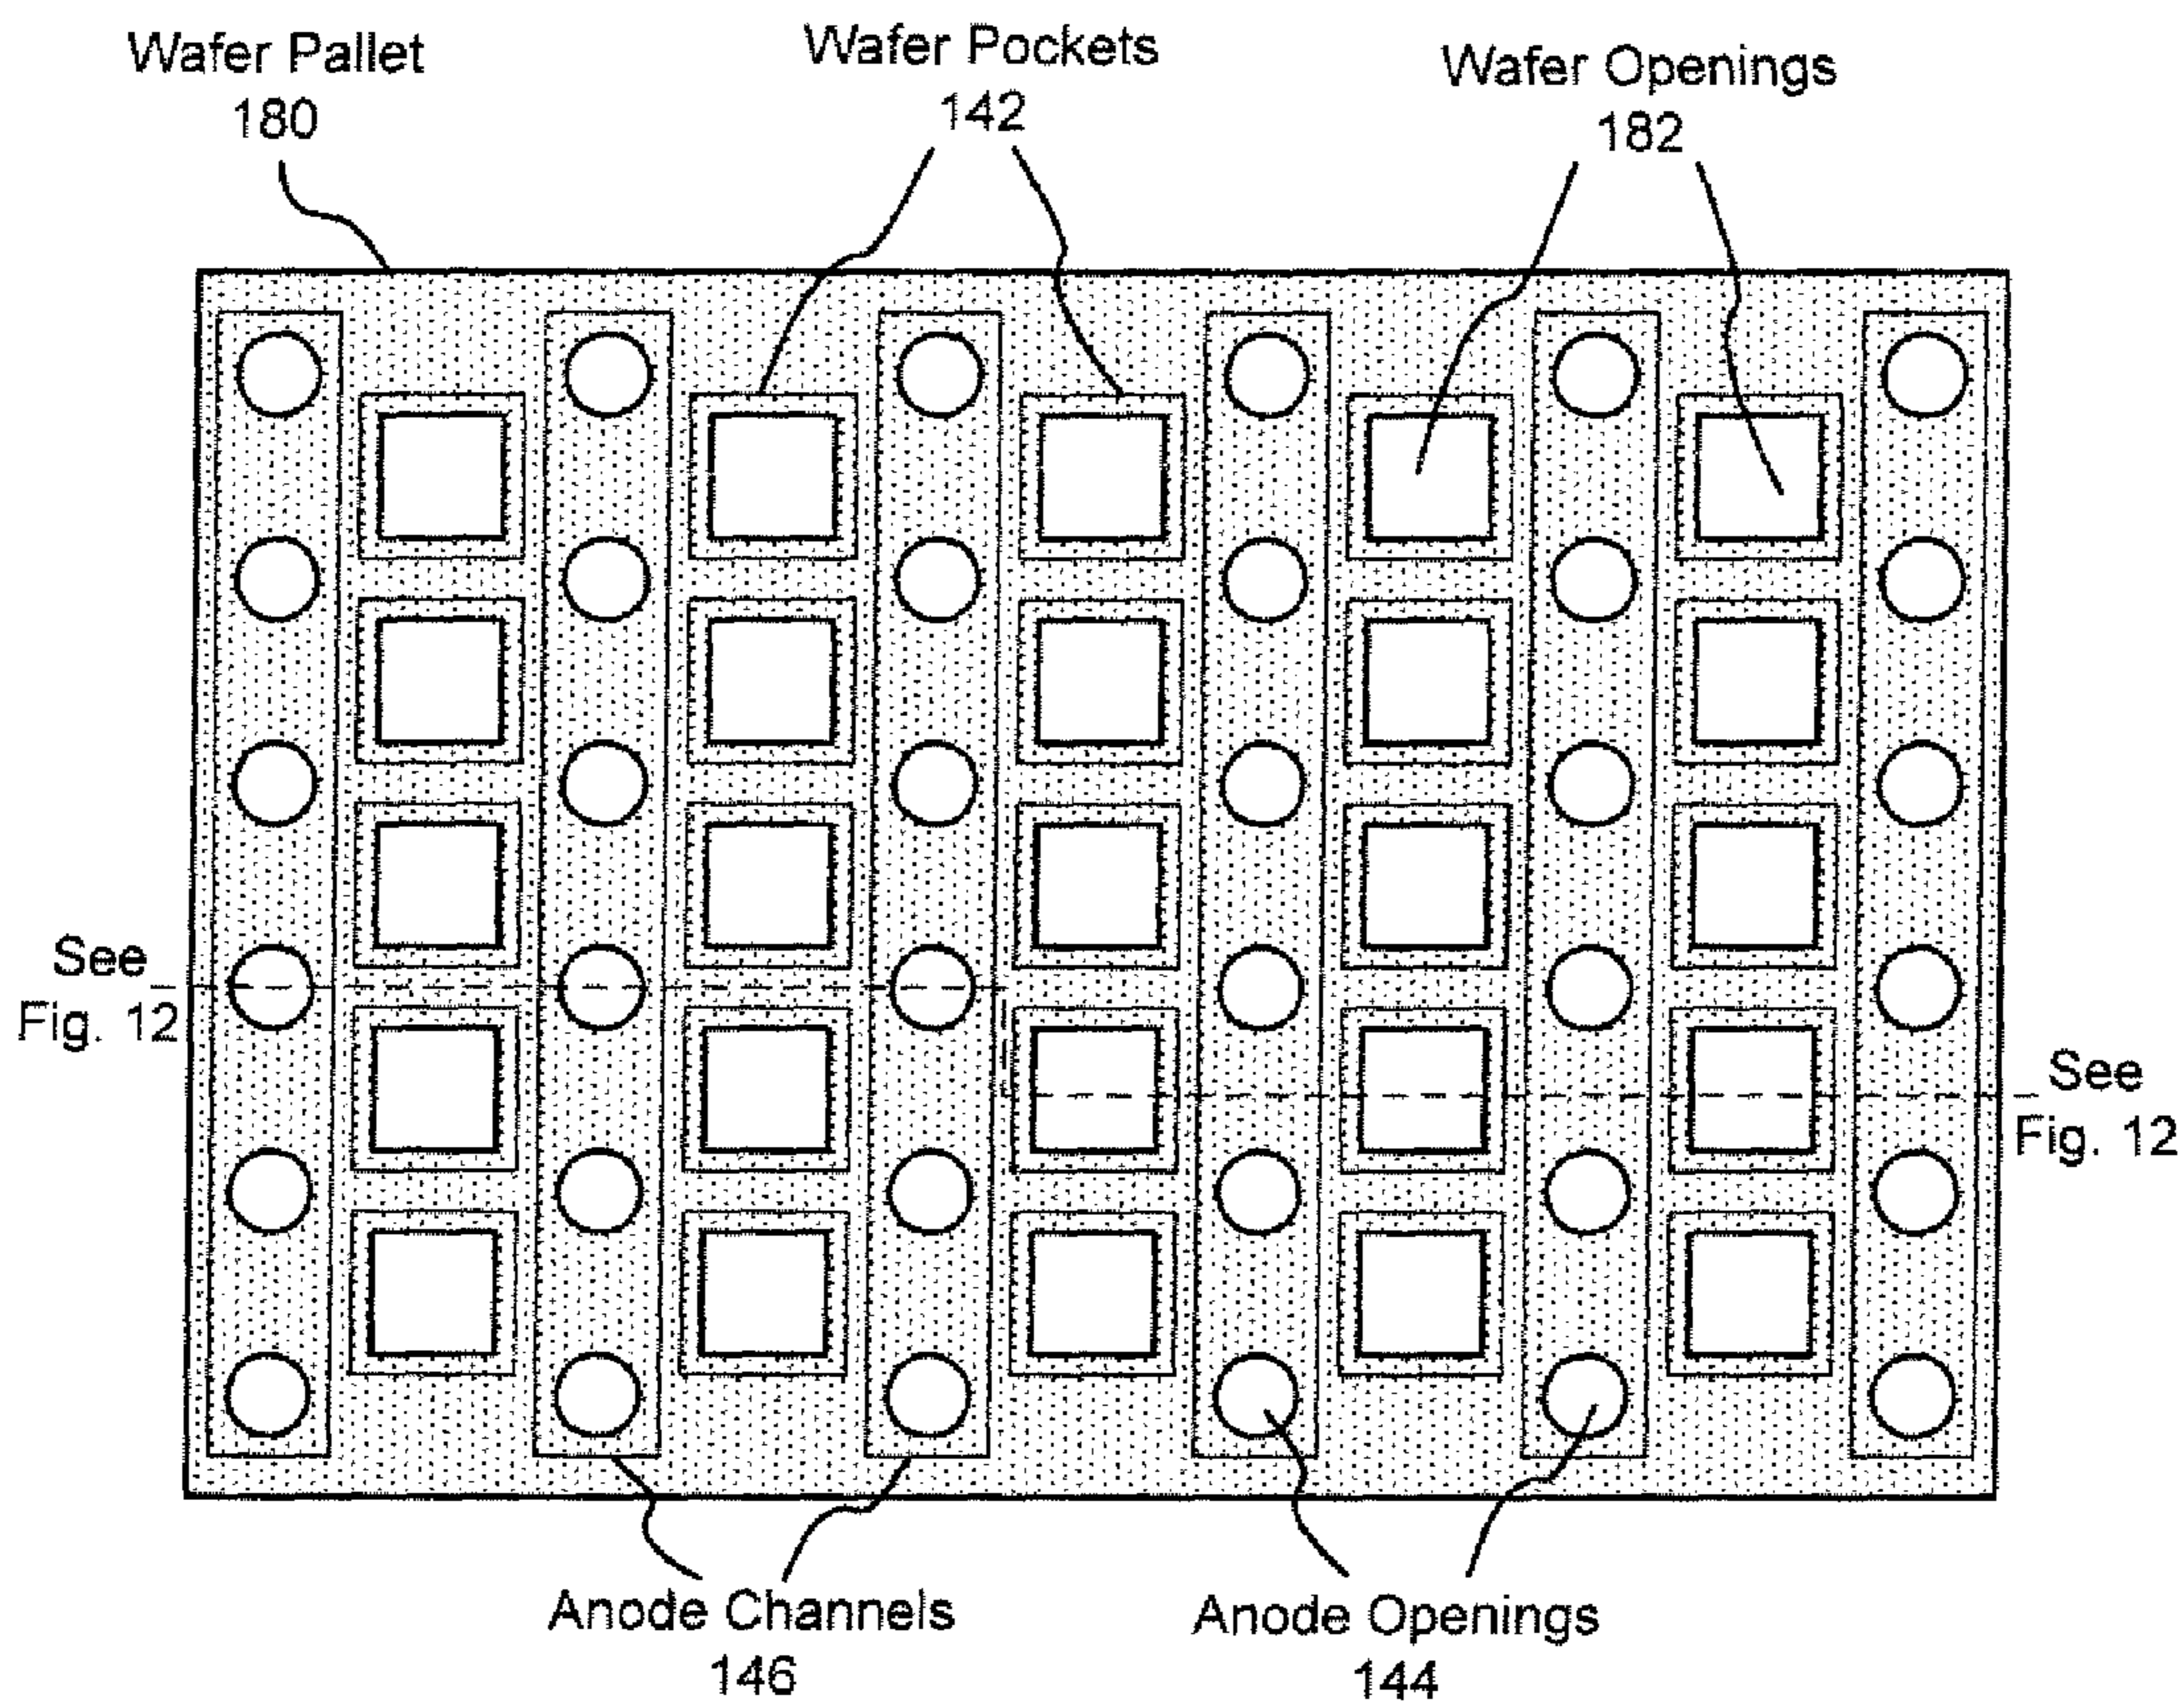 Wafer Pallet
180
Wafer Pockets
142
Wafer Openings
182
See
Fig. 12
See
Fig. 12
Anode Channels
146
Anode Openings
144